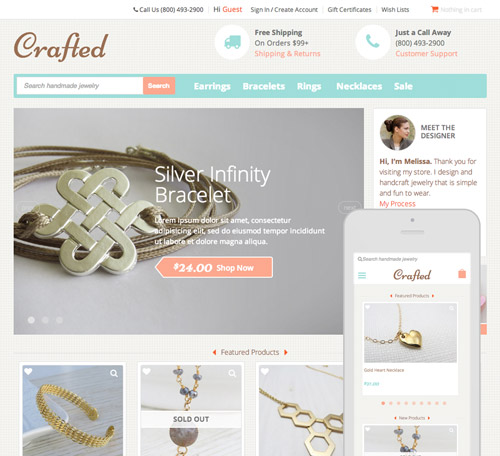 Call Us (800) 493-2900
Hi Guest
Sign In / Create Account
Gift Certificates
Wish Lists
Nothing in cart
Crafted
Free Shipping
On Orders $99+
Shipping & Returns
Just a Call Away
(800) 493-2900
Customer Support
Search handmade jewelry
Search
Earrings
Bracelets
Rings
Necklaces
Sale
Silver Infinity
Bracelet
Lorem ipsum dolor sit amet, consectetur
adipisicing elit, sed do eiusmod tempor incididunt
ut labore et dolore magna aliqua.
$24.00 Shop Now
MEET THE
DESIGNER
Hi, I'm Melissa. Thank you for
visiting my store. I design and
handcraft jewelry that is simple
and fun to wear.
My Process
Featured Products
SOLD OUT
Search handmade jewelry
Crafted
Featured Products
Gold Heart Necklace
New Products